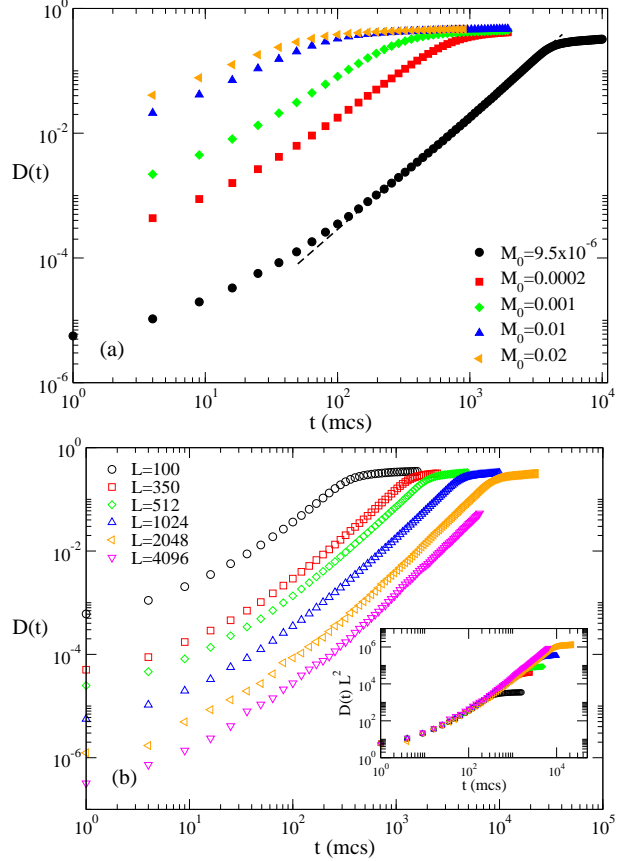 10^0
10^-2
D(t)
10^-4
10^-6
(a)
M_0=9.5x10^-6
M_0=0.0002
M_0=0.001
M_0=0.01
M_0=0.02
10^0 10^1 10^2 10^3 10^4
t (mcs)
10^0
10^-2
D(t)
10^-4
10^-6
L=100
L=350
L=512
L=1024
L=2048
L=4096
(b)
D(t) L^2
10^6
10^4
10^2
10^0
10^0 10^2 10^4
t (mcs)
10^0 10^1 10^2 10^3 10^4 10^5
t (mcs)